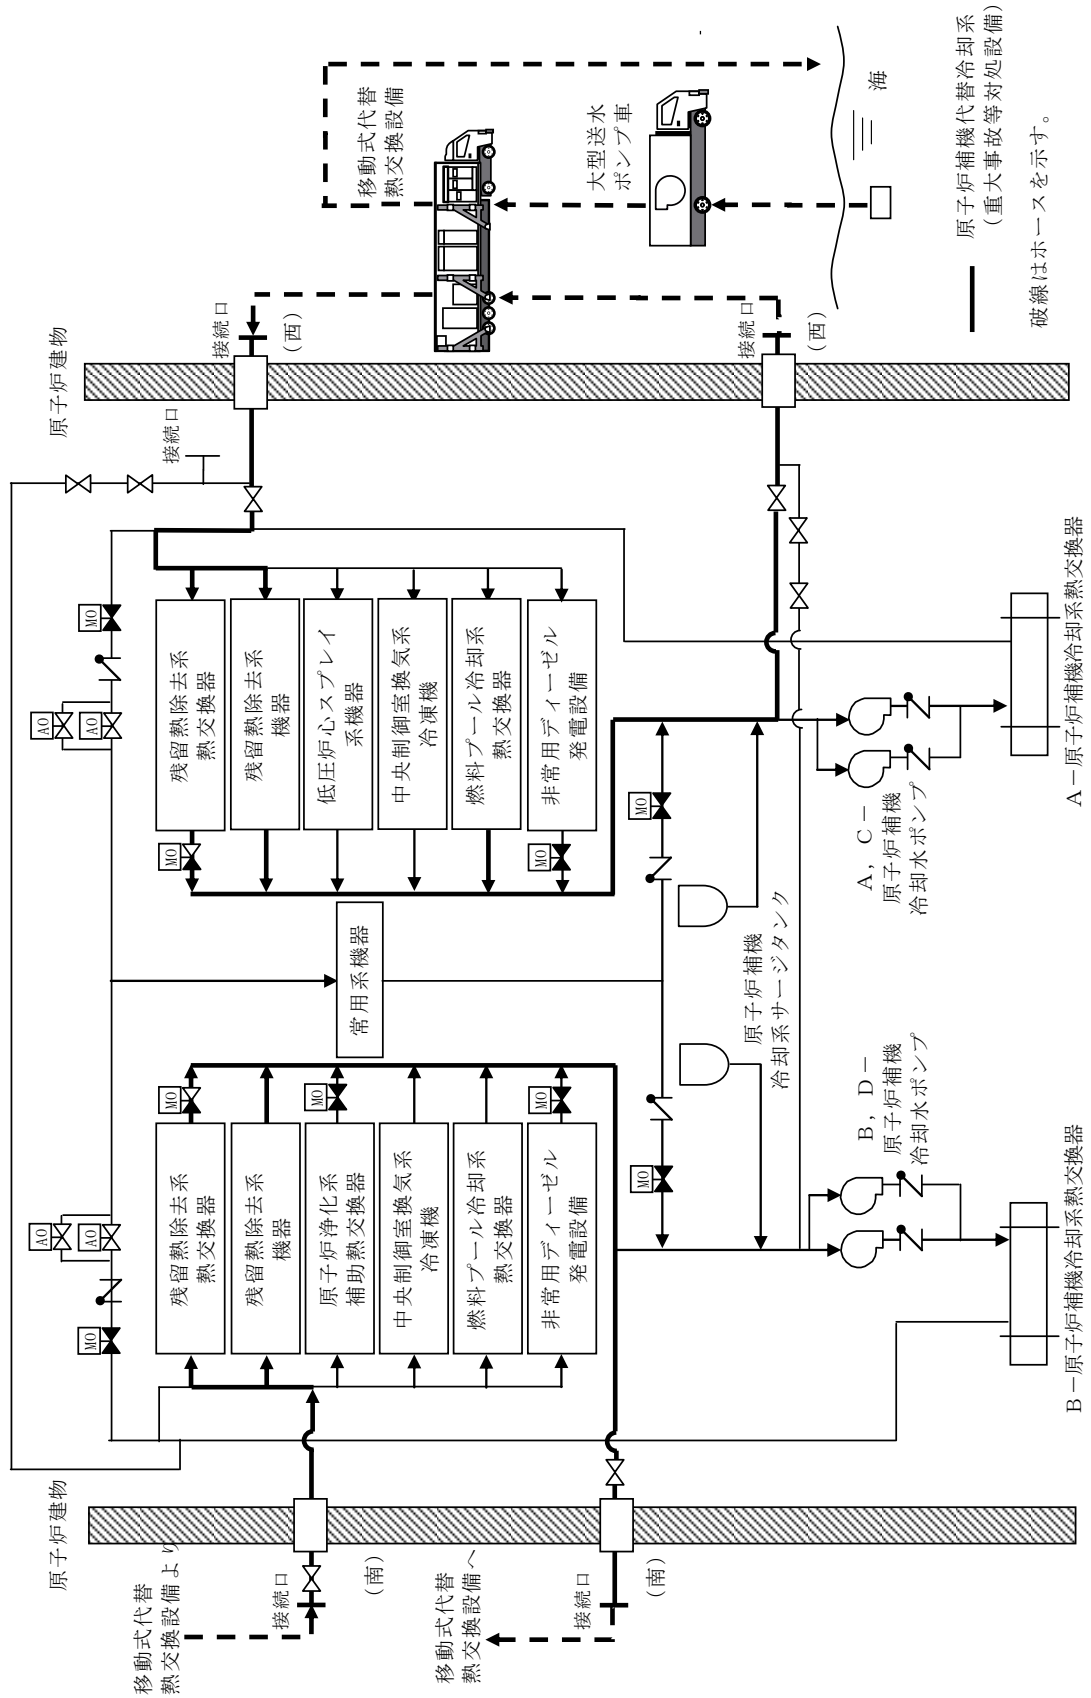 原子炉建物
移動式代替
熱交換設備より
接続口
(南)
移動式代替
熱交換設備へ
接続口
(南)
原子炉建物
接続口
接続口
(西)
接続口
(西)
移動式代替
熱交換設備
大型送水
ポンプ車
海
原子炉補機代替冷却系
(重大事故等対処設備)
破線はホースを示す。
MO
AO
AO
AO
AO
MO
残留熱除去系
熱交換器
MO
残留熱除去系
機器
原子炉浄化系
補助熱交換器
MO
中央制御室換気系
冷凍機
燃料プール冷却系
熱交換器
非常用ディーゼル
発電設備
MO
常用系機器
残留熱除去系
熱交換器
MO
残留熱除去系
機器
低圧炉心スプレイ
系機器
中央制御室換気系
冷凍機
燃料プール冷却系
熱交換器
非常用ディーゼル
発電設備
MO
MO
MO
原子炉補機
冷却系サージタンク
B,D-
原子炉補機
冷却水ポンプ
A,C-
原子炉補機
冷却水ポンプ
B-原子炉補機冷却系熱交換器
A-原子炉補機冷却系熱交換器